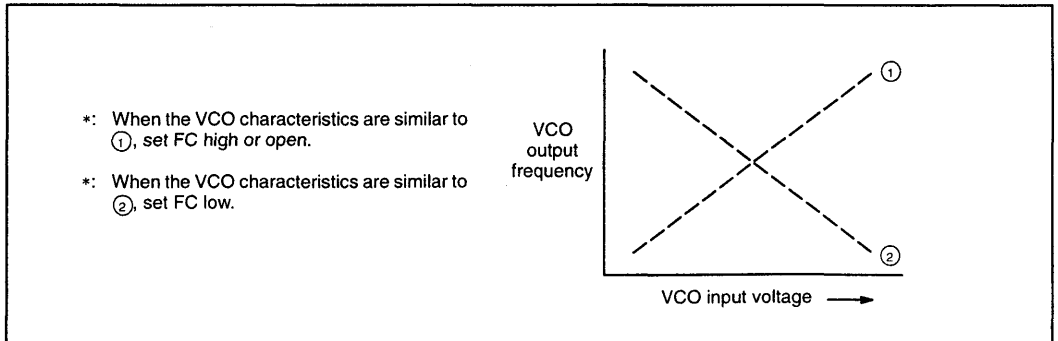 *: When the VCO characteristics are similar to
①, set FC high or open.
*: When the VCO characteristics are similar to
②, set FC low.
VCO
output
frequency
①
②
VCO input voltage